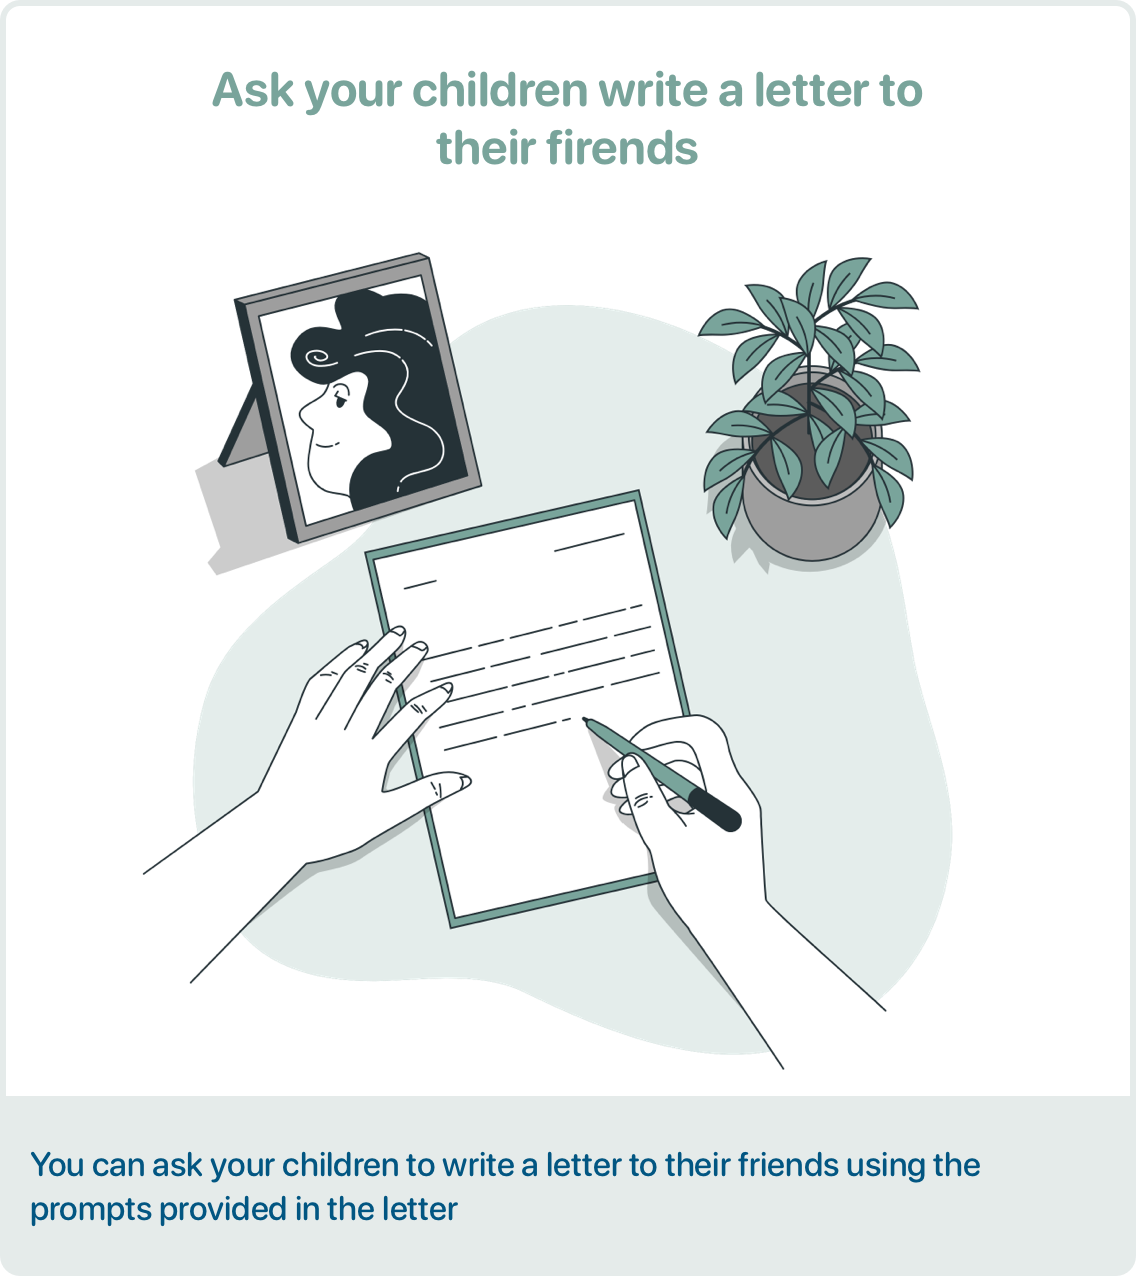 Ask your children write a letter to
their firends
You can ask your children to write a letter to their friends using the
prompts provided in the letter